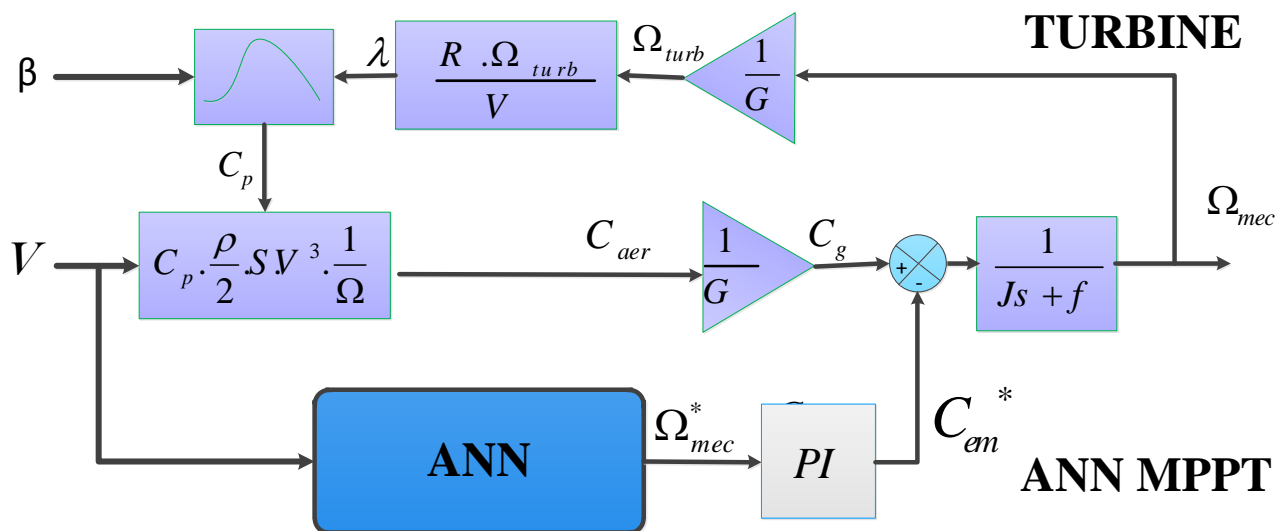 TURBINE
β
λ
R .Ω_turb / V
Ω_turb
1/G
C_p
V
C_p.ρ/2.S.V³.1/Ω
C_aer
1/G
C_g
+
-
1/(Js + f)
Ω_mec
ANN
Ω*_mec
PI
C_em*
ANN MPPT